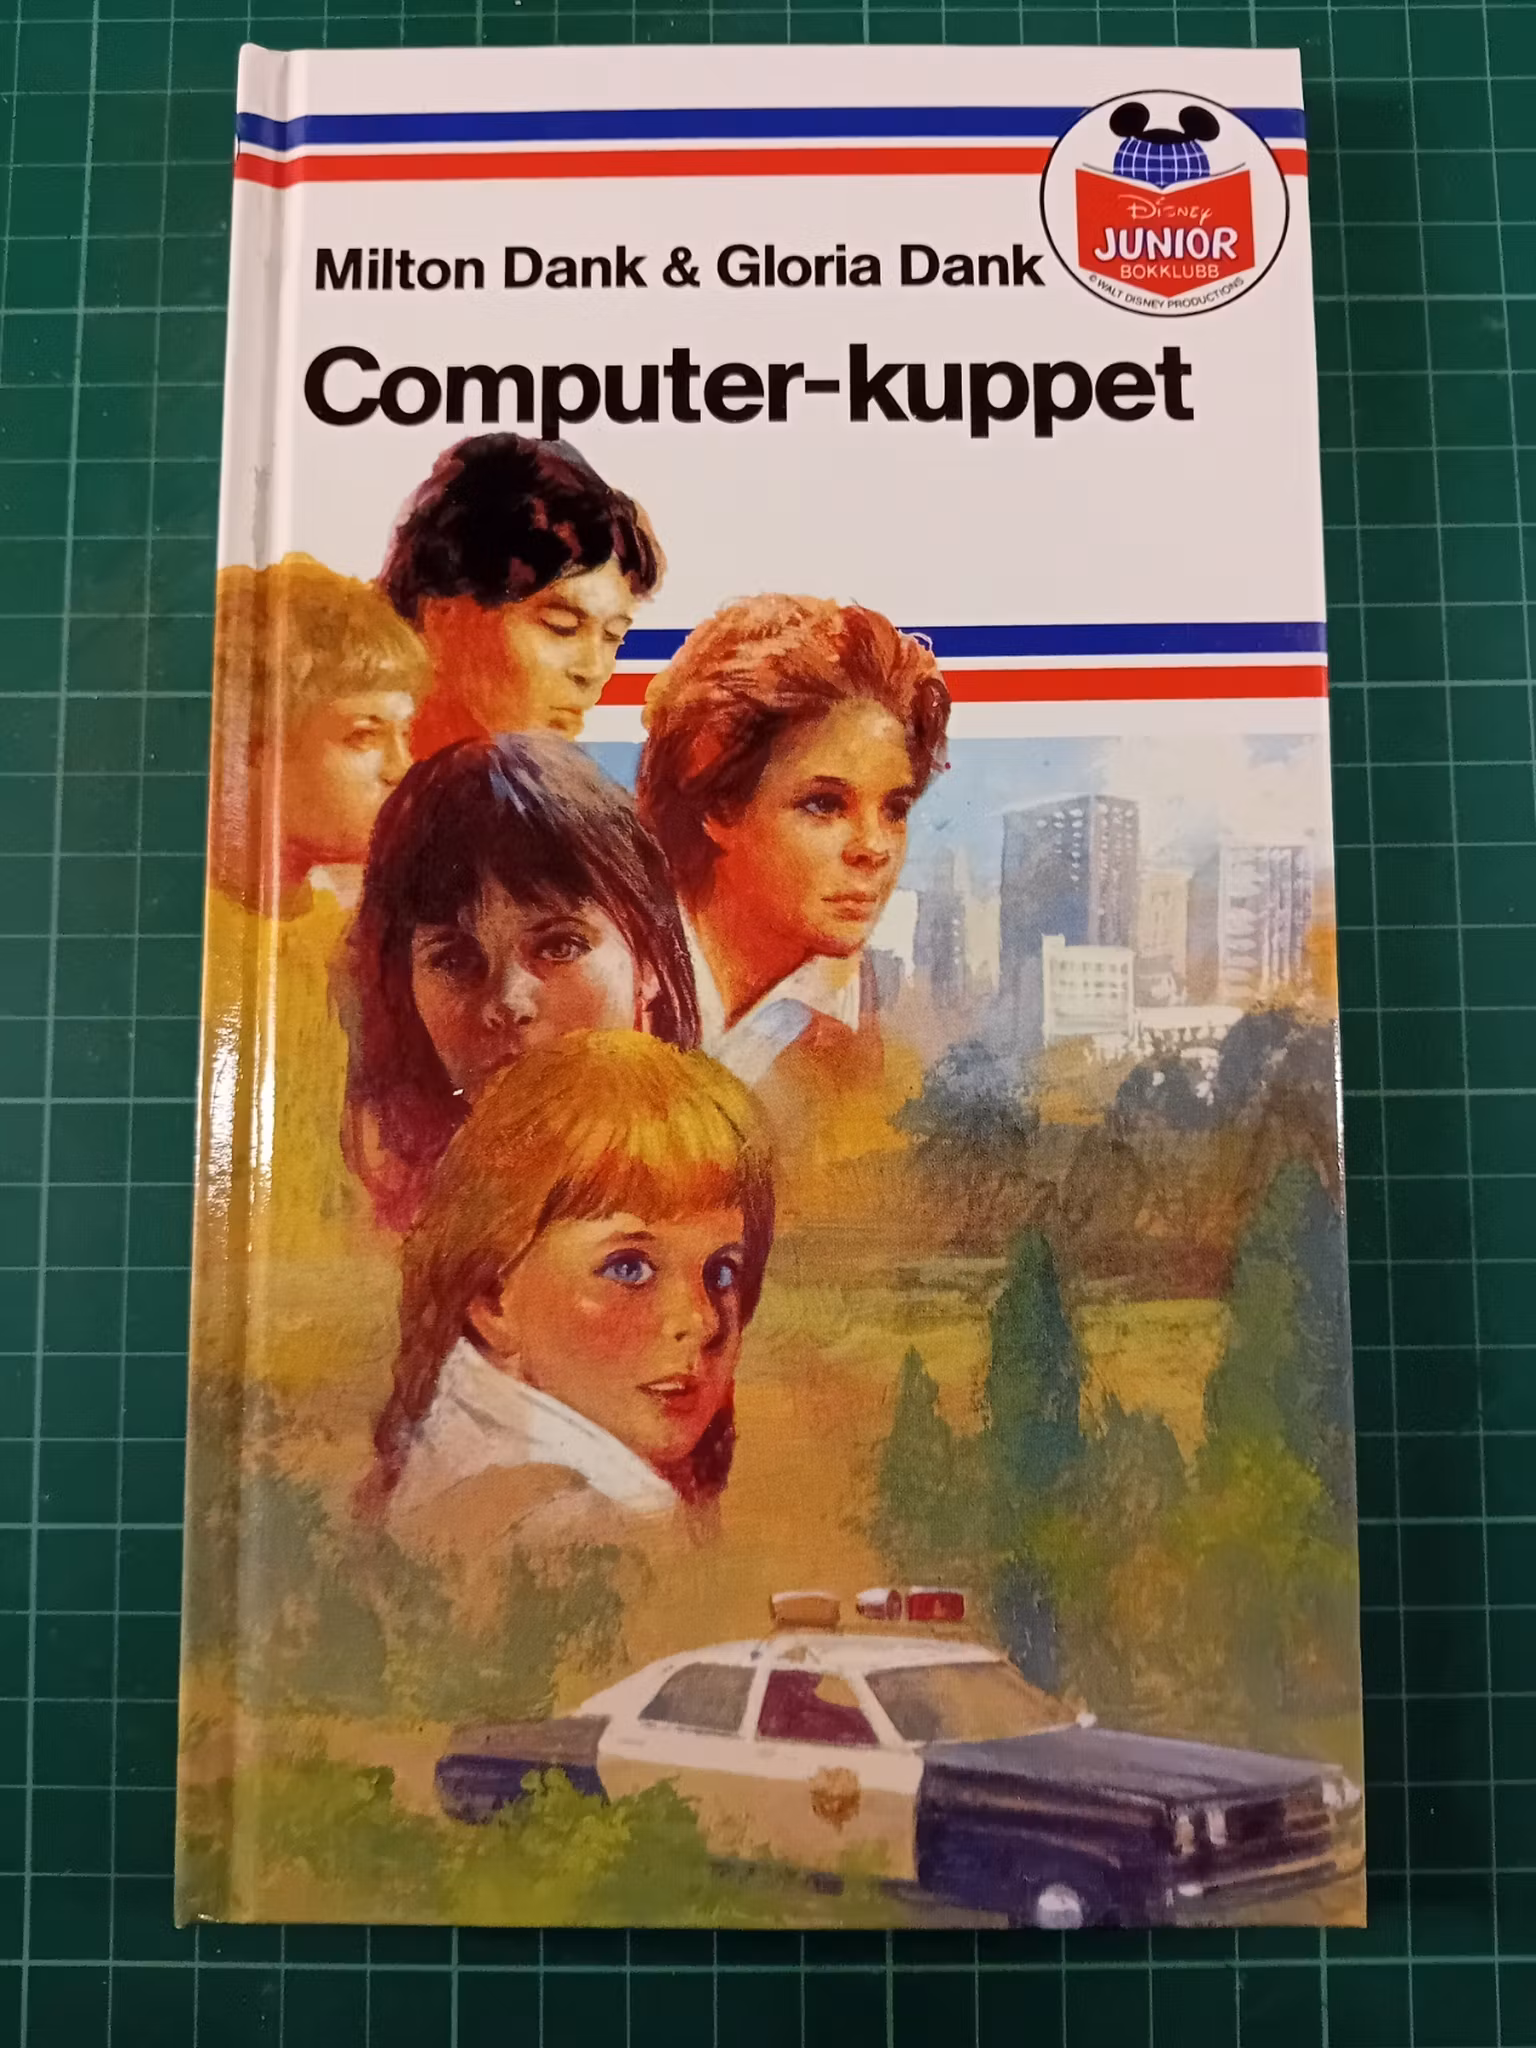 Milton Dank & Gloria Dank
Disney
JUNIOR
BOKKLUBB
© WALT DISNEY PRODUCTIONS
Computer-kuppet